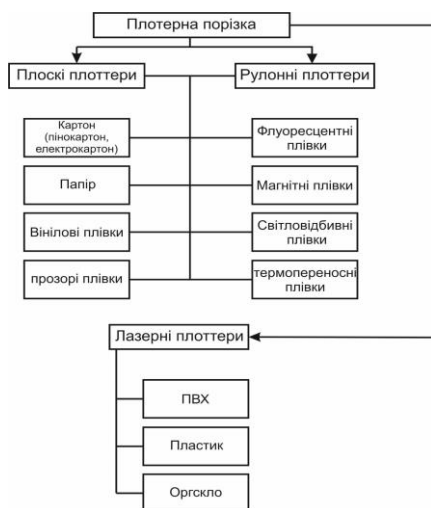 Плотерна порізка
Плоскі плоттери
Рулонні плоттери
Картон
(пінокартон,
електрокартон)
Флуоресцентні
плівки
Папір
Магнітні плівки
Вінілові плівки
Світловідбивні
плівки
прозорі плівки
термопереносні
плівки
Лазерні плоттери
ПВХ
Пластик
Оргскло